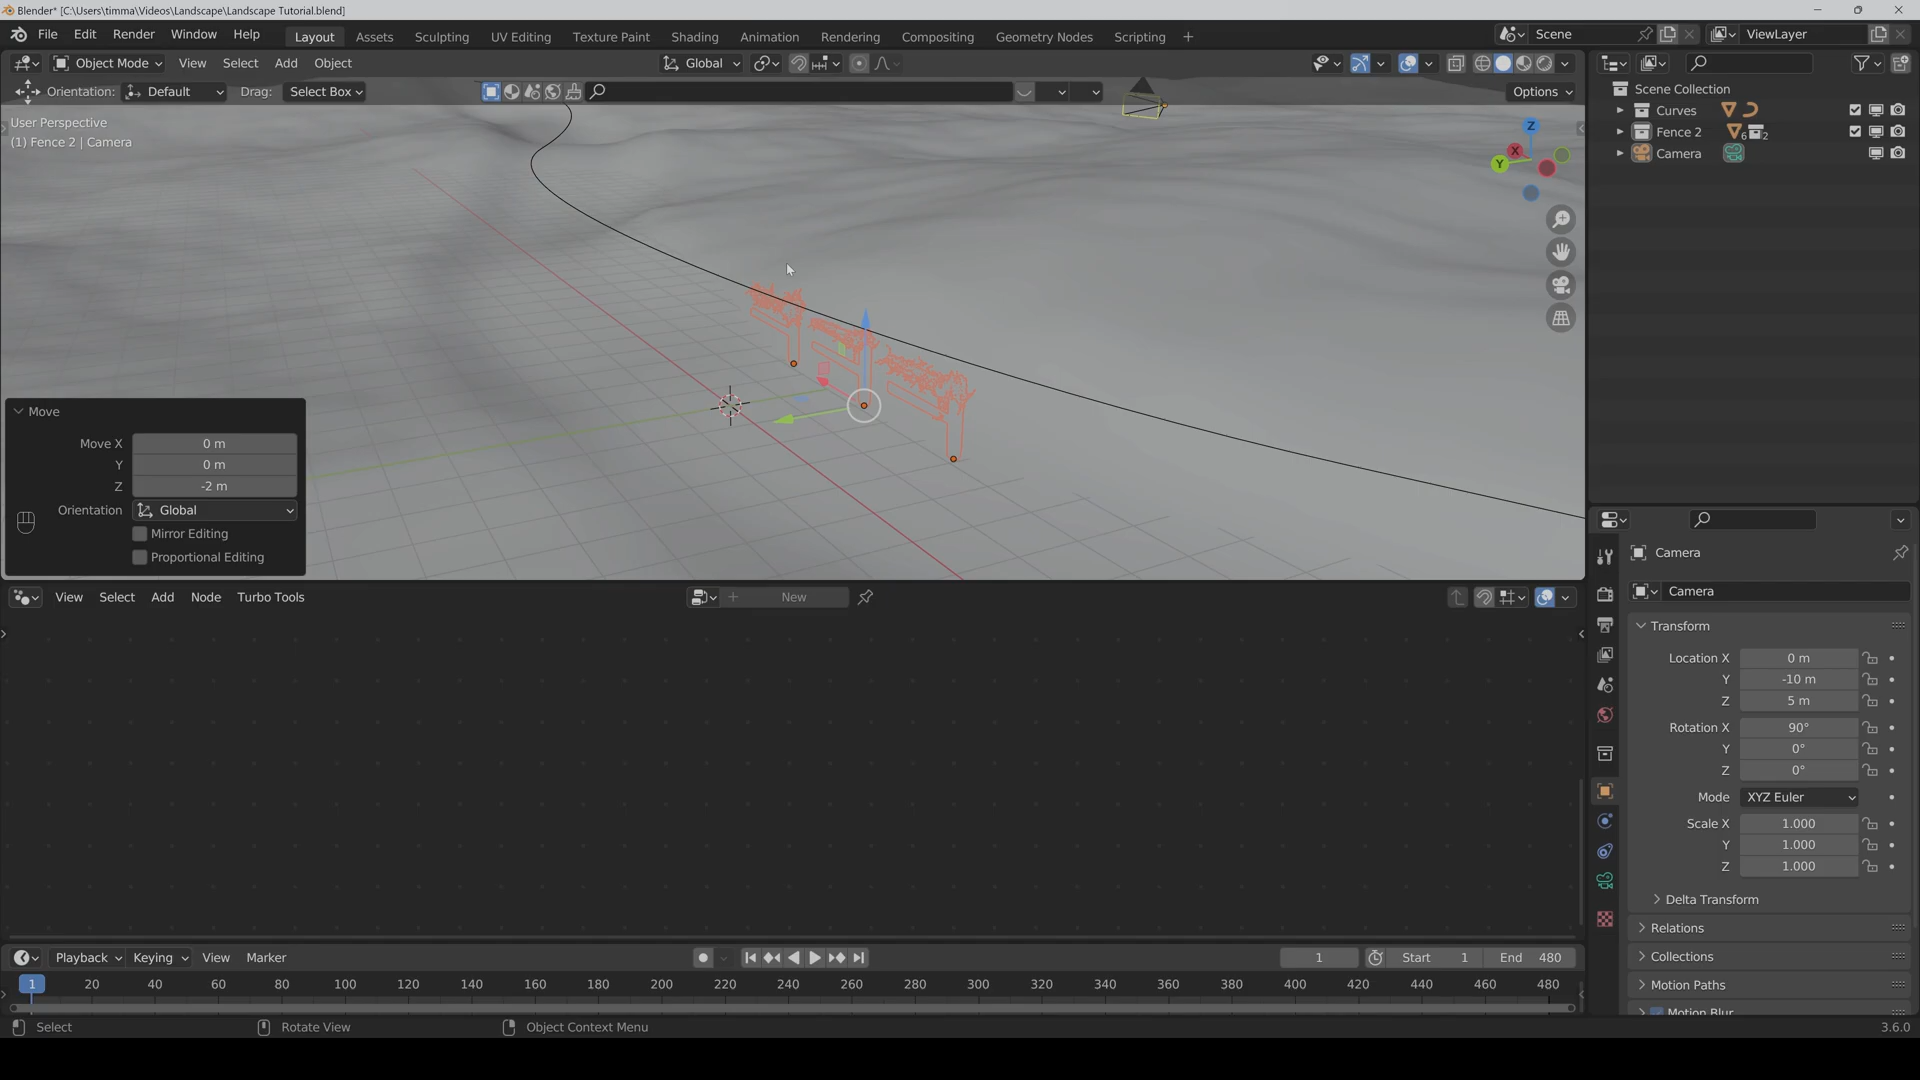 Blender* [C:\Users\timma\Videos\Landscape\Landscape Tutorial.blend]
File Edit Render Window Help Layout Assets Sculpting UV Editing Texture Paint Shading Animation Rendering Compositing Geometry Nodes Scripting + Scene ViewLayer
Object Mode View Select Add Object Global
Orientation: Default Drag: Select Box Options
User Perspective
(1) Fence 2 | Camera
Z
X
Y
Scene Collection
Curves
Fence 2 6 2
Camera
Move
Move X 0 m
Y 0 m
Z -2 m
Orientation Global
Mirror Editing
Proportional Editing
View Select Add Node Turbo Tools New
Camera
Camera
Transform
Location X 0 m
Y -10 m
Z 5 m
Rotation X 90°
Y 0°
Z 0°
Mode XYZ Euler
Scale X 1.000
Y 1.000
Z 1.000
Delta Transform
Relations
Collections
Motion Paths
Motion Blur
Playback Keying View Marker 1 Start 1 End 480
1 20 40 60 80 100 120 140 160 180 200 220 240 260 280 300 320 340 360 380 400 420 440 460 480
Select Rotate View Object Context Menu 3.6.0